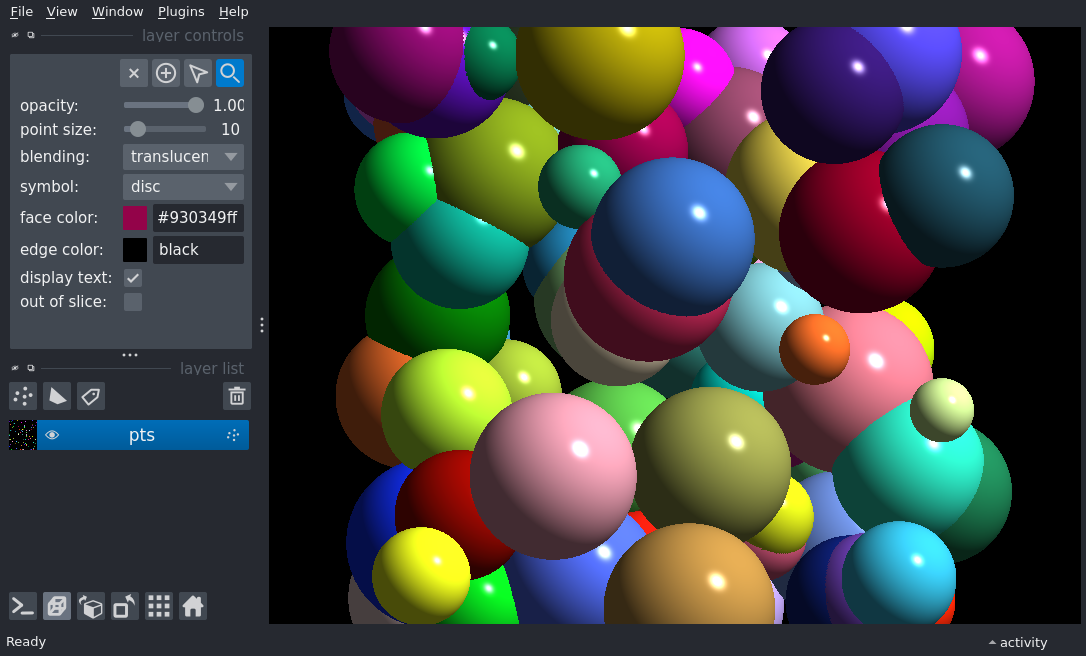 File View Window Plugins Help
layer controls
opacity: 1.00
point size: 10
blending: translucen
symbol: disc
face color: #930349ff
edge color: black
display text:
out of slice:
layer list
pts
Ready activity